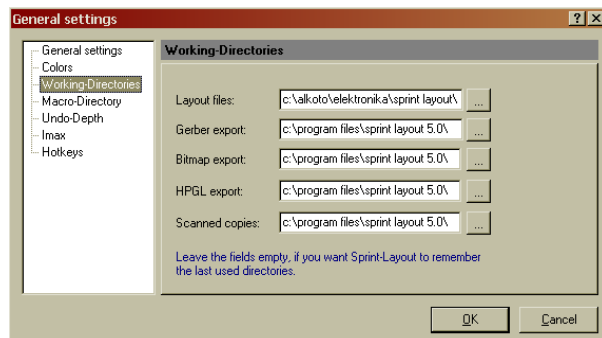 General settings
General settings
Colors
Working-Directories
Macro-Directory
Undo-Depth
Imax
Hotkeys
Working-Directories
Layout files: c:\alkoto\elektronika\sprint layout\ ...
Gerber export: c:\program files\sprint layout 5.0\ ...
Bitmap export: c:\program files\sprint layout 5.0\ ...
HPGL export: c:\program files\sprint layout 5.0\ ...
Scanned copies: c:\program files\sprint layout 5.0\ ...
Leave the fields empty, if you want Sprint-Layout to remember
the last used directories.
OK Cancel